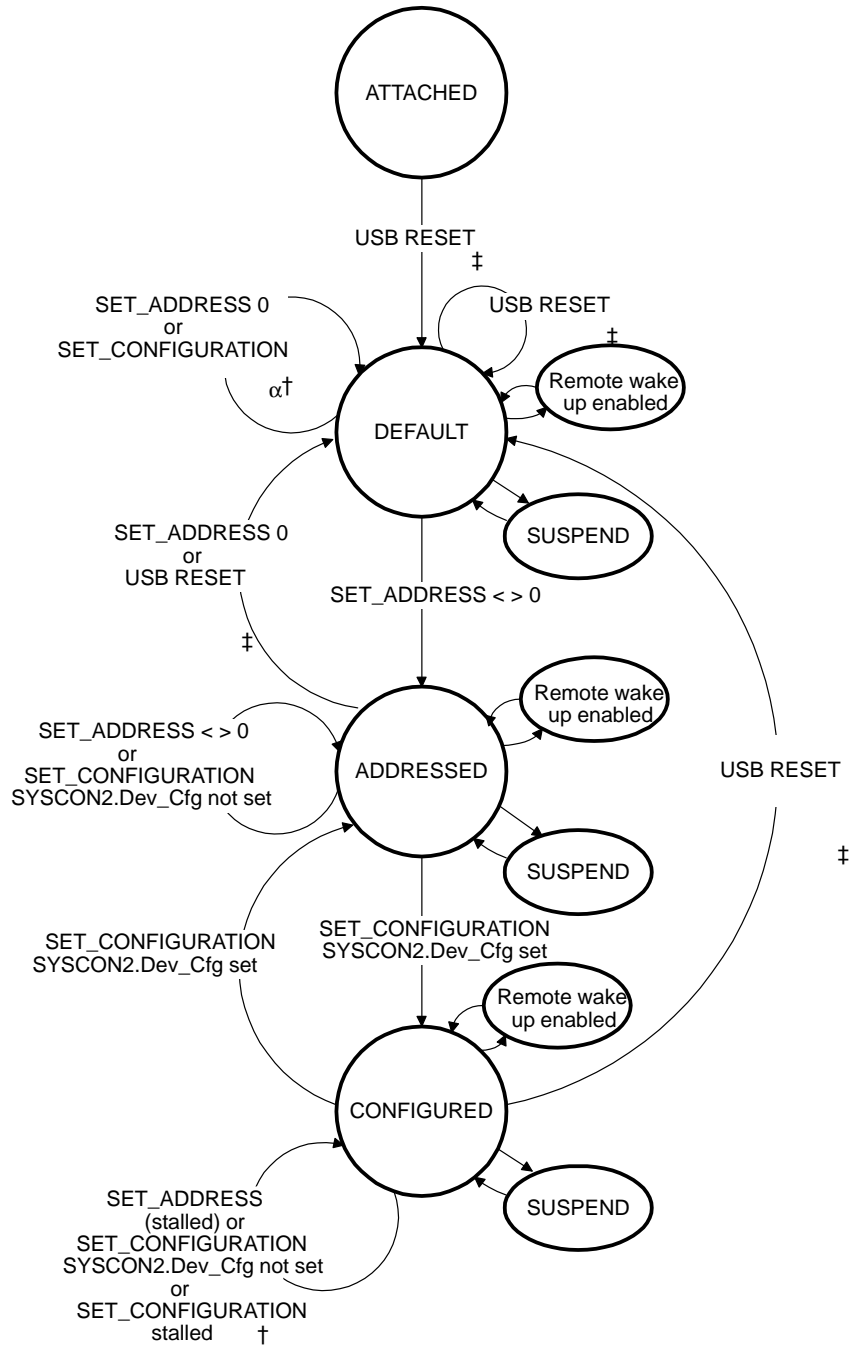 ATTACHED
USB RESET
‡
SET_ADDRESS 0
or
SET_CONFIGURATION
α†
USB RESET
‡
Remote wake
up enabled
DEFAULT
SUSPEND
SET_ADDRESS 0
or
USB RESET
‡
SET_ADDRESS < > 0
Remote wake
up enabled
SET_ADDRESS < > 0
or
SET_CONFIGURATION
SYSCON2.Dev_Cfg not set
ADDRESSED
USB RESET
‡
SUSPEND
SET_CONFIGURATION
SYSCON2.Dev_Cfg set
SET_CONFIGURATION
SYSCON2.Dev_Cfg set
Remote wake
up enabled
CONFIGURED
SUSPEND
SET_ADDRESS
(stalled) or
SET_CONFIGURATION
SYSCON2.Dev_Cfg not set
or
SET_CONFIGURATION
stalled †